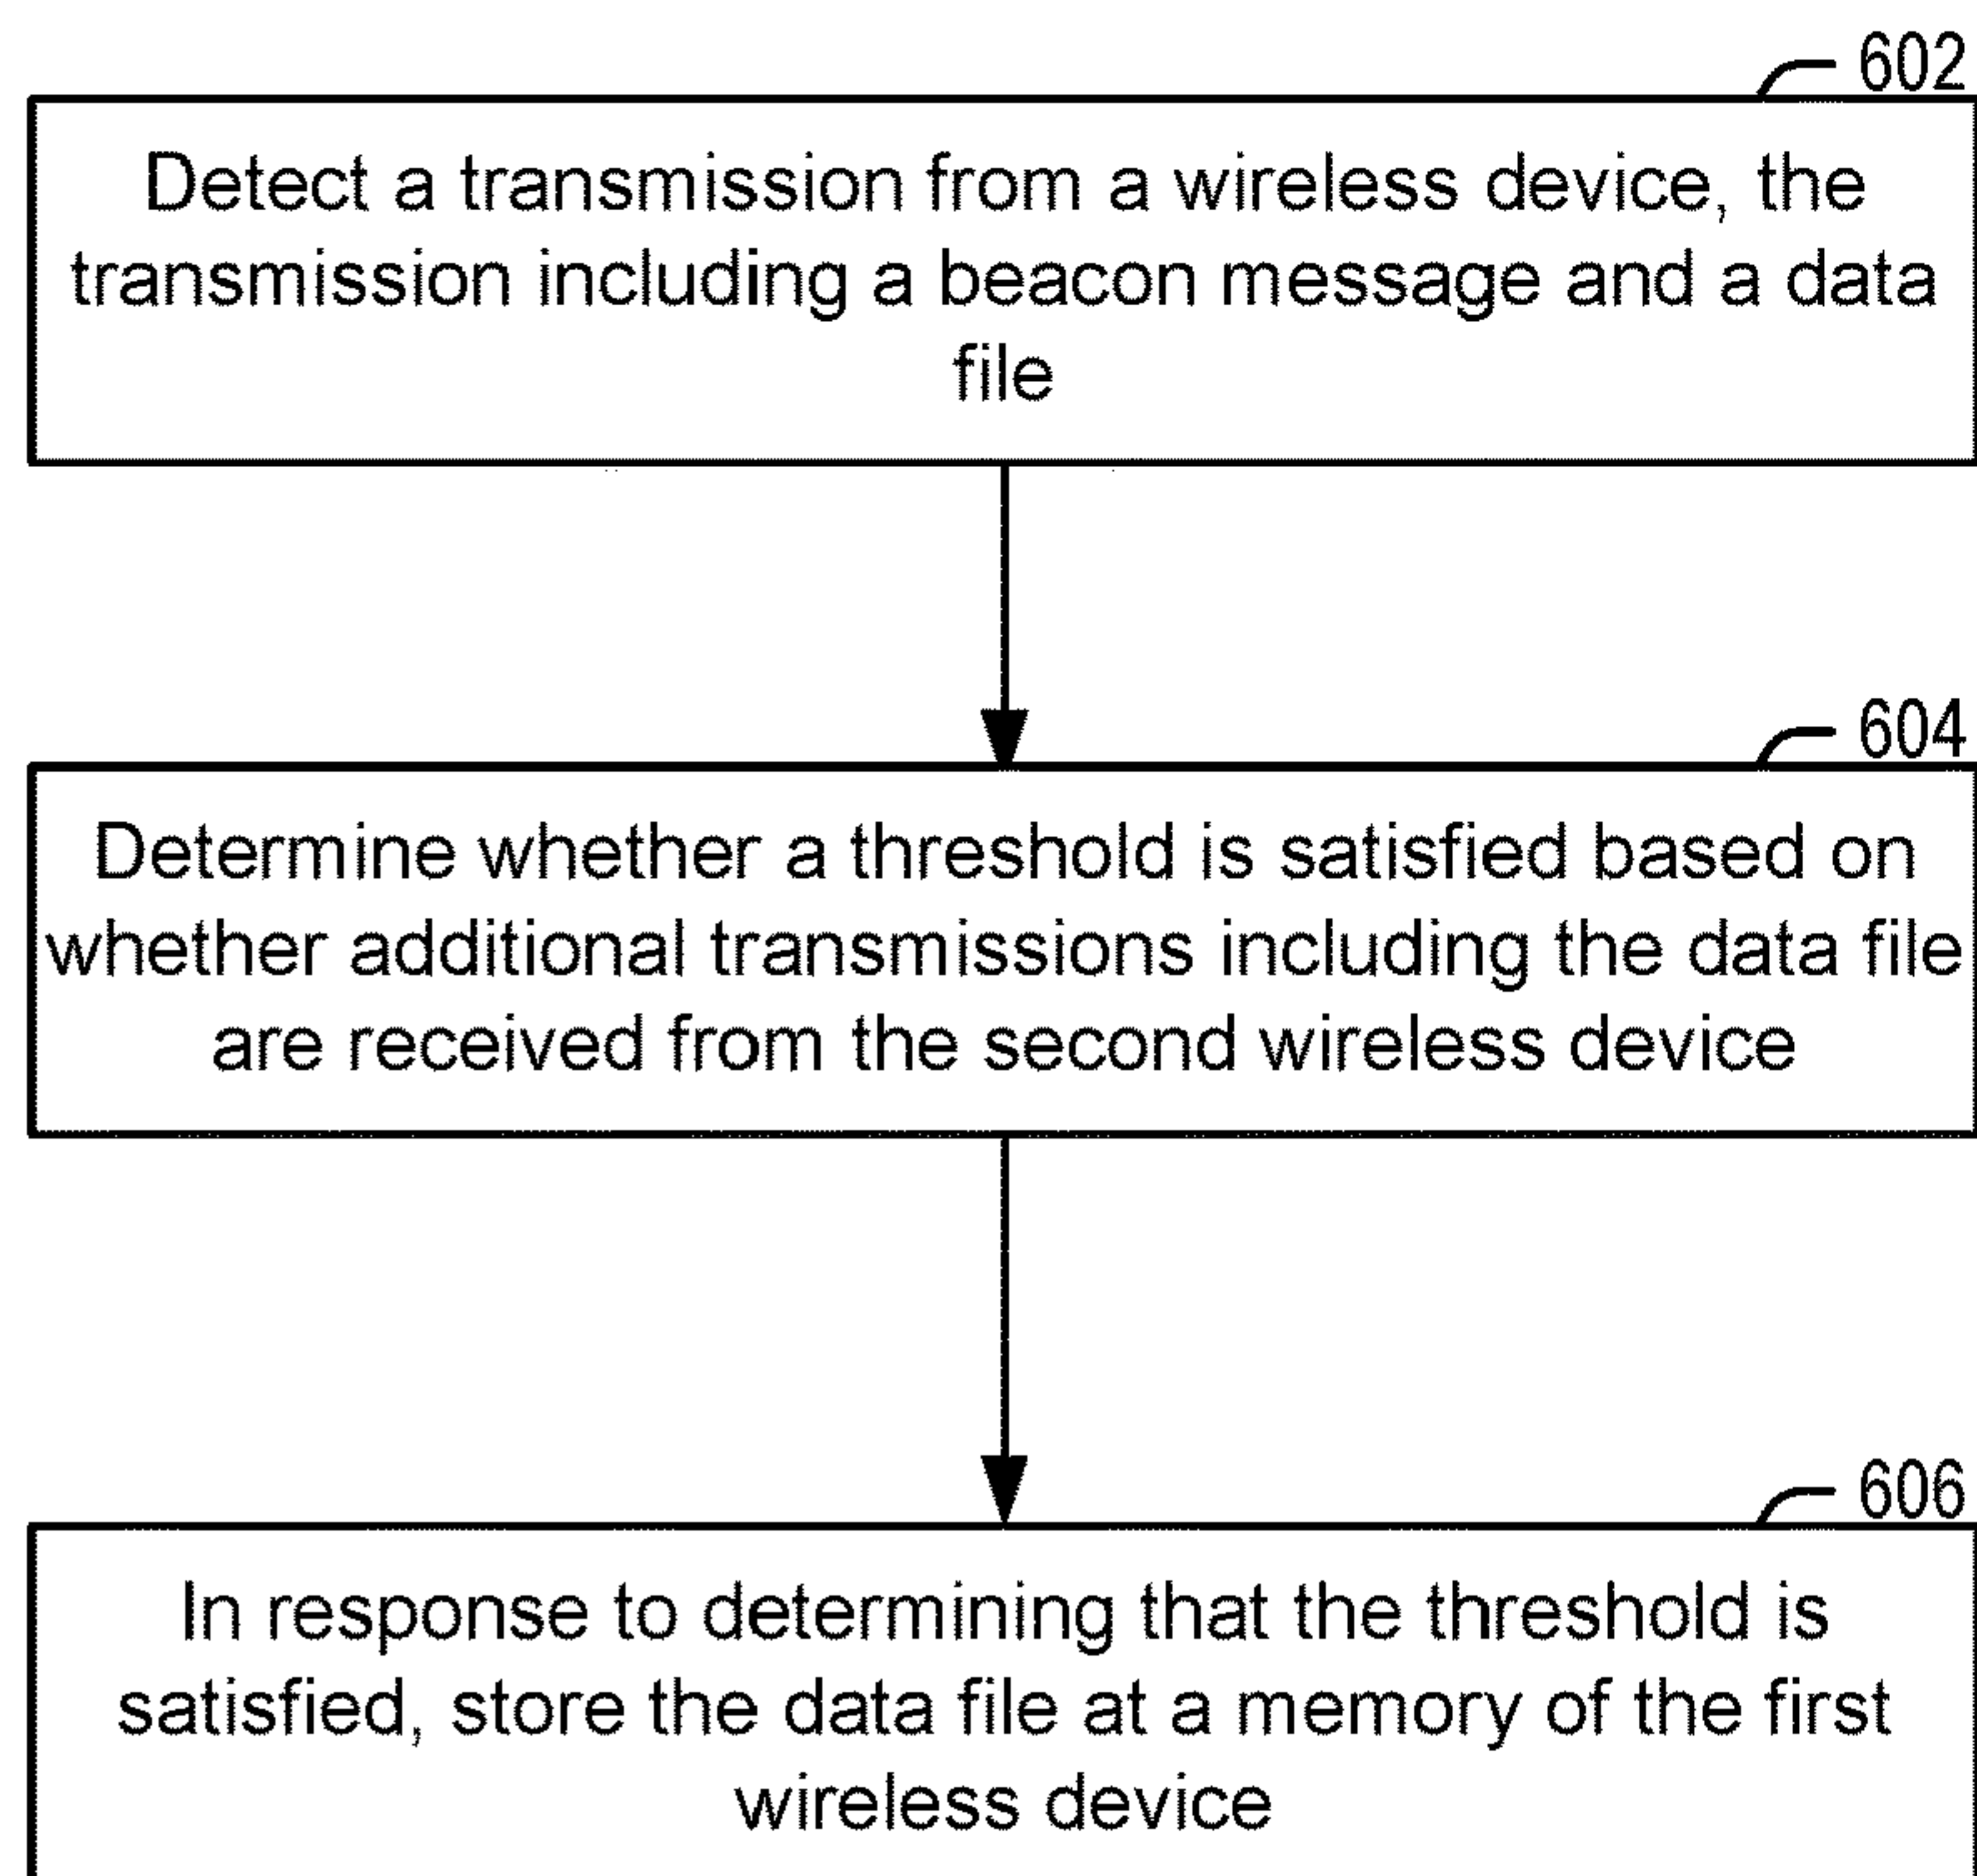 602
Detect a transmission from a wireless device, the
transmission including a beacon message and a data
file
604
Determine whether a threshold is satisfied based on
whether additional transmissions including the data file
are received from the second wireless device
606
In response to determining that the threshold is
satisfied, store the data file at a memory of the first
wireless device